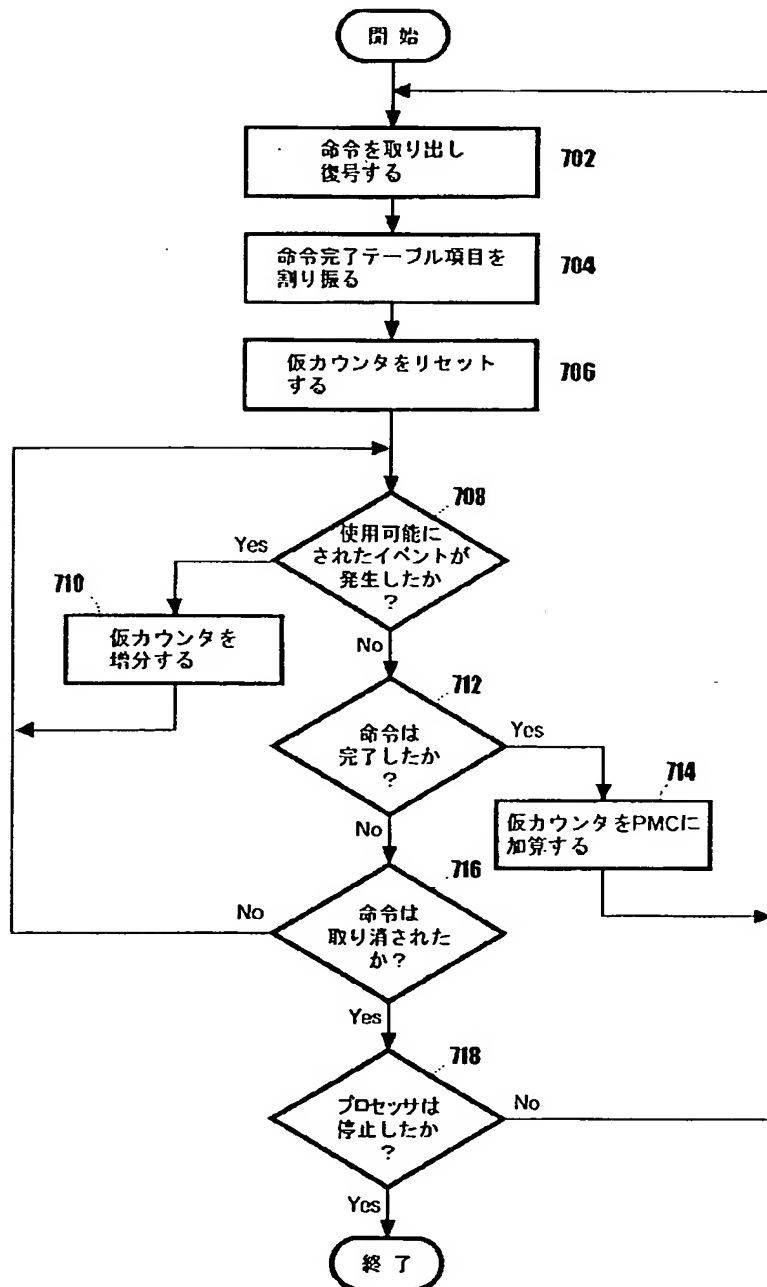 開始
命令を取り出し
復号する
702
命令完了テーブル項目を
割り振る
704
仮カウンタをリセット
する
706
708
使用可能に
されたイベントが
発生したか
?
Yes
No
710
仮カウンタを
増分する
712
命令は
完了したか
?
Yes
No
714
仮カウンタをPMCに
加算する
716
命令は
取り消された
か?
No
Yes
718
プロセッサは
停止したか
?
No
Yes
終了